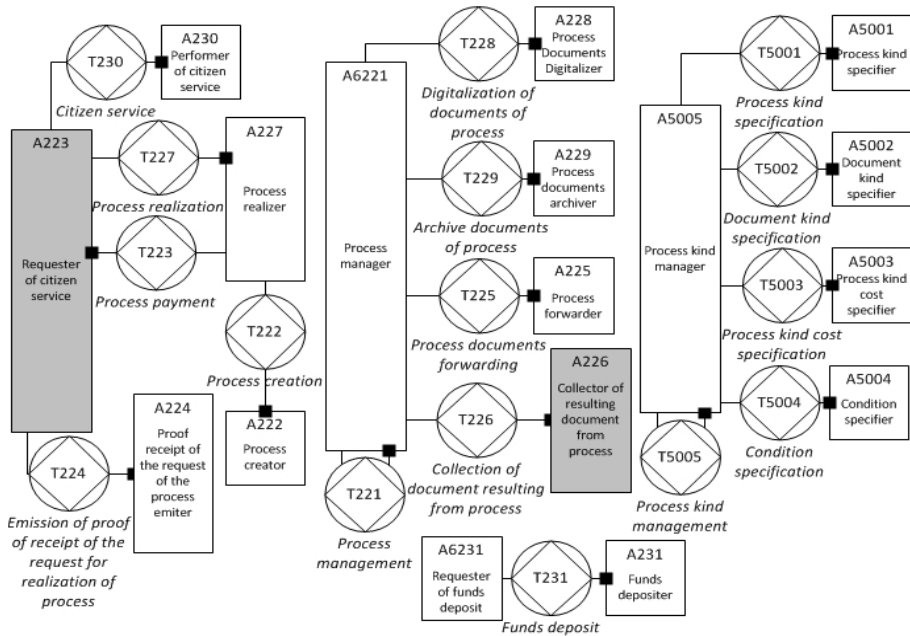 T230
A230
Performer
of citizen
service
Citizen service
A223
Requester
of citizen
service
T227
Process realization
A227
Process
realizer
T223
Process payment
T222
Process creation
A222
Process
creator
T224
Emission of proof
of receipt of the
request for
realization of
process
A224
Proof
receipt of
the request
of the
process
emiter
A6221
Process
manager
T228
Digitalization of
documents of
process
A228
Process
Documents
Digitalizer
T229
Archive documents
of process
A229
Process
documents
archiver
T225
Process documents
forwarding
A225
Process
forwarder
T226
Collection of
document resulting
from process
A226
Collector of
resulting
document
from
process
T221
Process
management
A5005
Process kind
manager
T5001
Process kind
specification
A5001
Process kind
specifier
T5002
Document kind
specification
A5002
Document
kind
specifier
T5003
Process kind cost
specification
A5003
Process kind
cost
specifier
T5004
Condition
specification
A5004
Condition
specifier
T5005
Process kind
management
A6231
Requester
of funds
deposit
T231
Funds deposit
A231
Funds
depositer